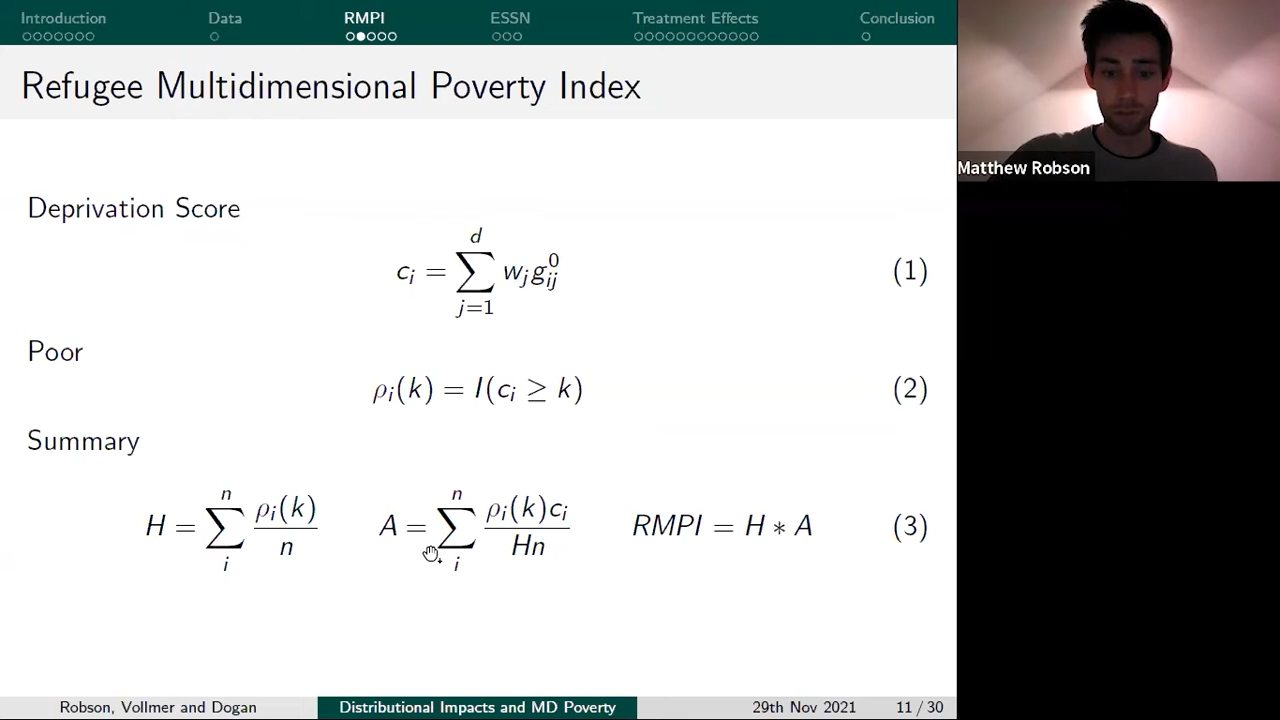 Introduction Data RMPI ESSN Treatment Effects Conclusion
Refugee Multidimensional Poverty Index
Matthew Robson
Deprivation Score
c_i = \sum_{j=1}^{d} w_j g_{ij}^0 (1)
Poor
ρ_i(k) = I(c_i ≥ k) (2)
Summary
H = \sum_{i}^{n} \frac{ρ_i(k)}{n} A = \sum_{i}^{n} \frac{ρ_i(k)c_i}{Hn} RMPI = H ∗ A (3)
Robson, Vollmer and Dogan Distributional Impacts and MD Poverty 29th Nov 2021 11 / 30